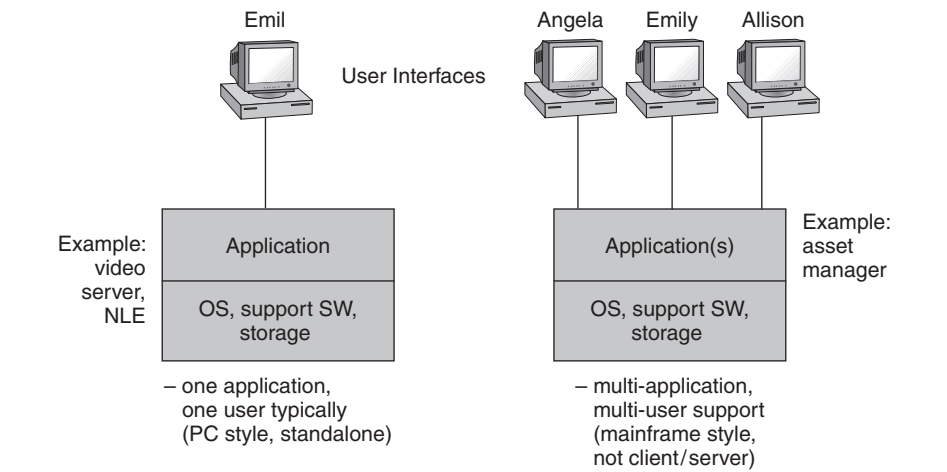 Emil
Angela
Emily
Allison
User Interfaces
Example:
video
server,
NLE
Application
OS, support SW,
storage
– one application,
one user typically
(PC style, standalone)
Application(s)
OS, support SW,
storage
Example:
asset
manager
– multi-application,
multi-user support
(mainframe style,
not client/server)